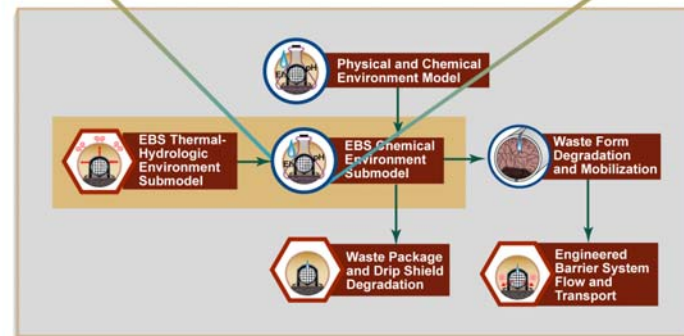 Physical and Chemical
Environment Model
EBS Thermal-
Hydrologic
Environment
Submodel
EBS Chemical
Environment
Submodel
Waste Form
Degradation
and Mobilization
Waste Package
and Drip Shield
Degradation
Engineered
Barrier System
Flow and
Transport